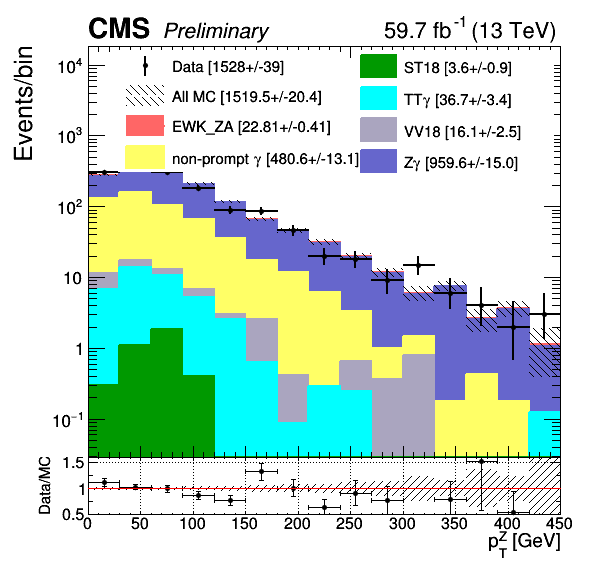 CMS Preliminary 59.7 fb⁻¹ (13 TeV)
Events/bin
Data [1528+/-39]
All MC [1519.5+/-20.4]
EWK_ZA [22.81+/-0.41]
non-prompt γ [480.6+/-13.1]
ST18 [3.6+/-0.9]
TTγ [36.7+/-3.4]
VV18 [16.1+/-2.5]
Zγ [959.6+/-15.0]
10⁴
10³
10²
10
1
10⁻¹
Data/MC
1.5
1
0.5
0 50 100 150 200 250 300 350 400 450
p_T^Z [GeV]